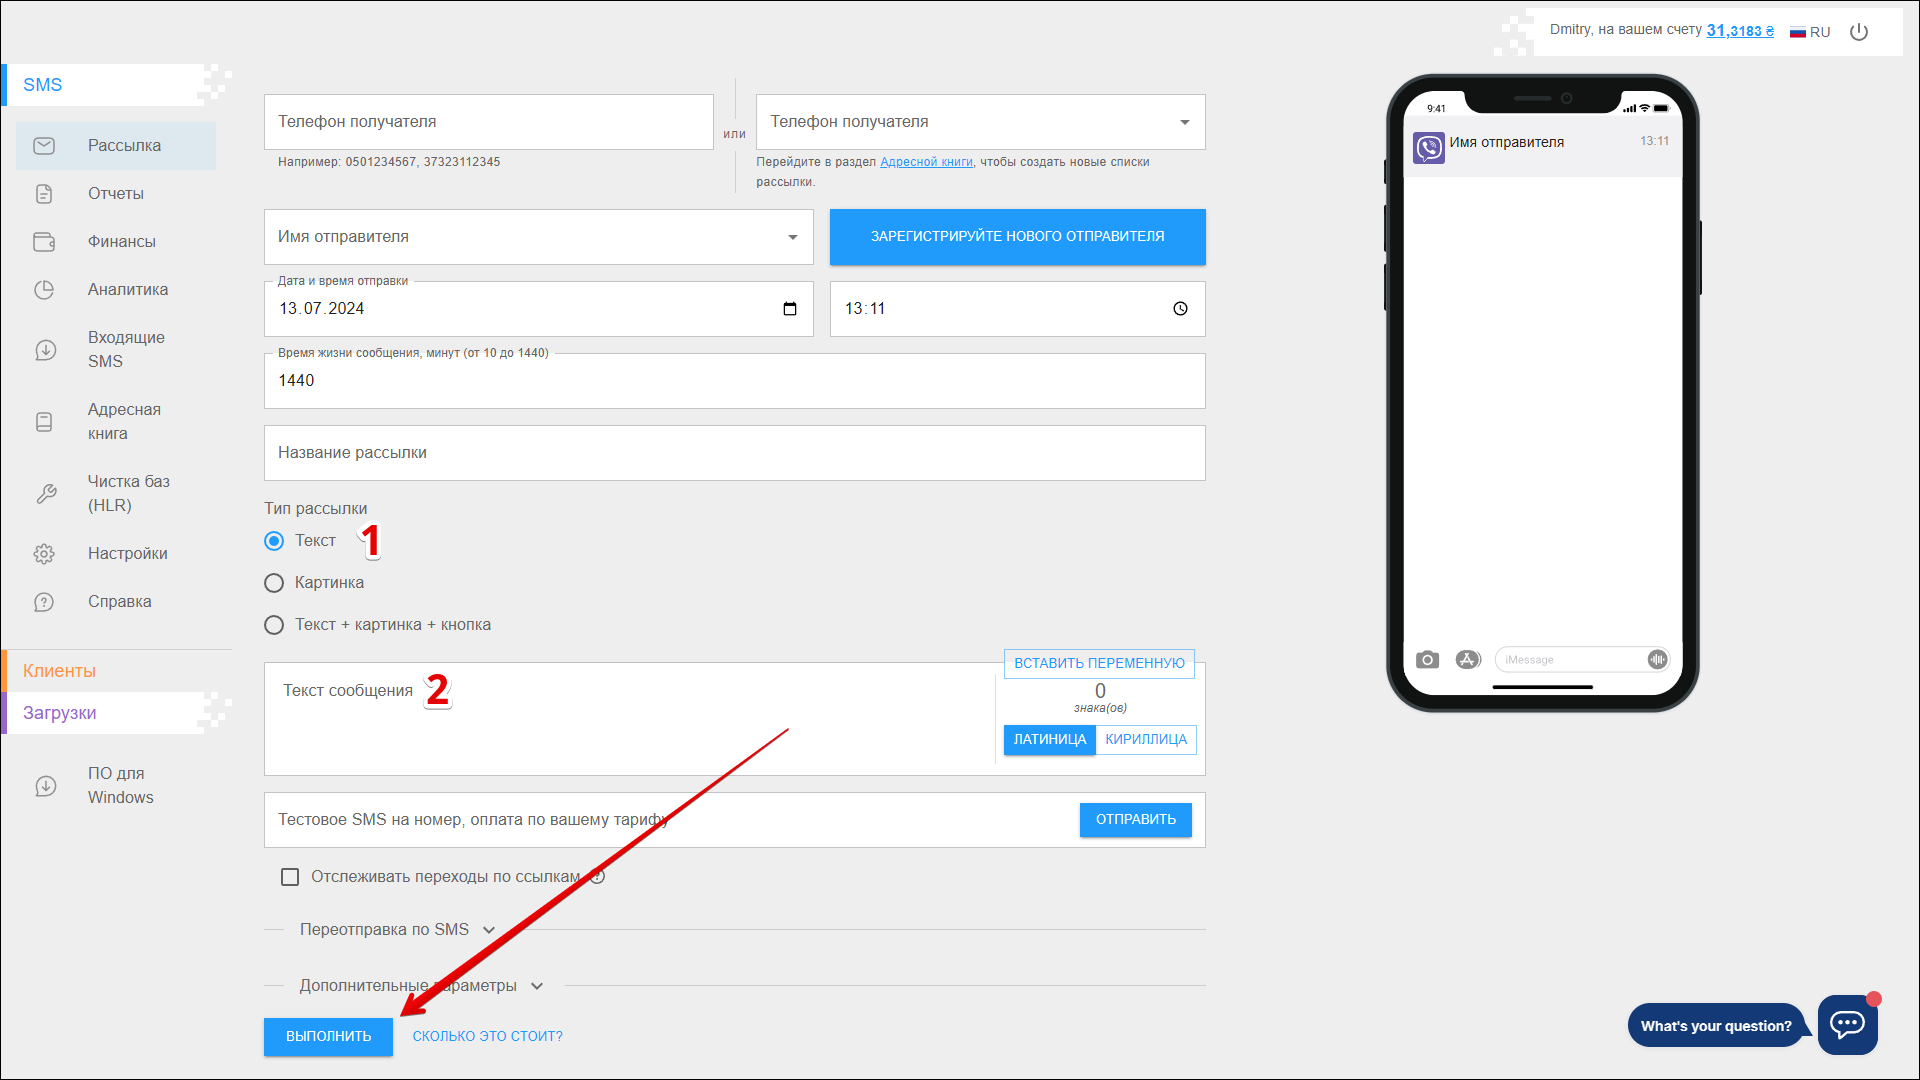 Dmitry, на вашем счету 31,3183 ₴ RU
SMS
Рассылка
Отчеты
Финансы
Аналитика
Входящие
SMS
Адресная
книга
Чистка баз
(HLR)
Настройки
Справка
Клиенты
Загрузки
ПО для
Windows
Телефон получателя
Например: 0501234567, 37323112345
или
Телефон получателя
Перейдите в раздел Адресной книги, чтобы создать новые списки
рассылки.
Имя отправителя
ЗАРЕГИСТРИРУЙТЕ НОВОГО ОТПРАВИТЕЛЯ
Дата и время отправки
13.07.2024
13:11
Время жизни сообщения, минут (от 10 до 1440)
1440
Название рассылки
Тип рассылки
Текст 1
Картинка
Текст + картинка + кнопка
Текст сообщения 2
ВСТАВИТЬ ПЕРЕМЕННУЮ
0
знака(ов)
ЛАТИНИЦА КИРИЛЛИЦА
Тестовое SMS на номер, оплата по вашему тарифу
ОТПРАВИТЬ
Отслеживать переходы по ссылкам ?
Переотправка по SMS
Дополнительные параметры
ВЫПОЛНИТЬ СКОЛЬКО ЭТО СТОИТ?
9:41
Имя отправителя 13:11
iMessage
What's your question?